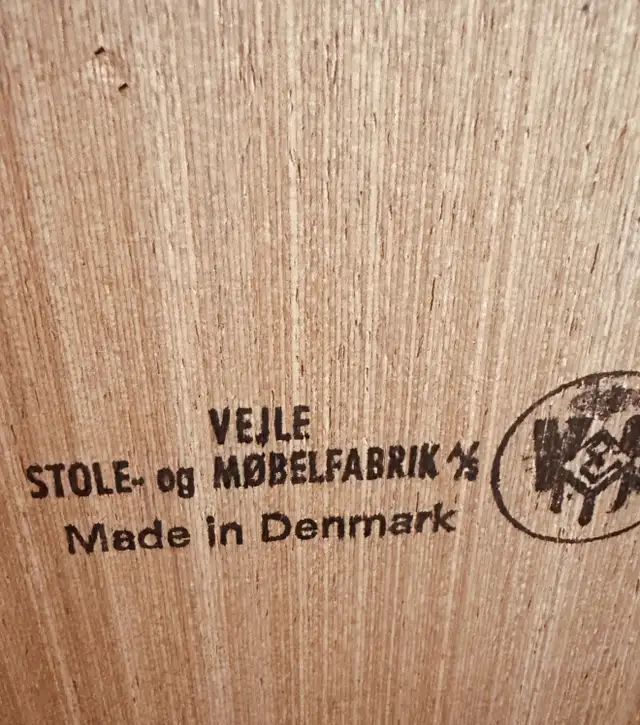 VEJLE
STOLE- og MØBELFABRIK A/S
Made in Denmark